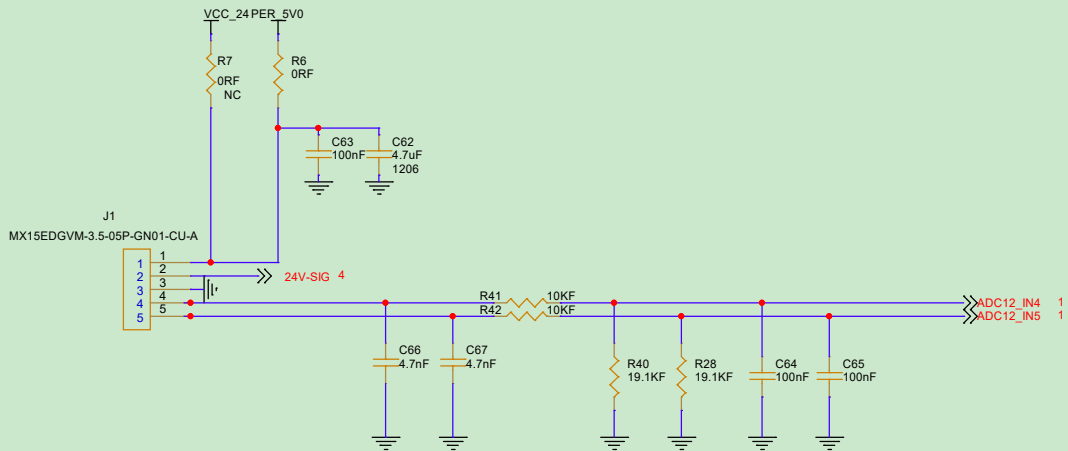 VCC_24 PER_5V0
R7
0RF
NC
R6
0RF
C63
100nF
C62
4.7uF
1206
J1
MX15EDGVM-3.5-05P-GN01-CU-A
1 1
2 2
3 3
4 4
5 5
24V-SIG 4
R41 10KF
R42 10KF
ADC12_IN4 1
ADC12_IN5 1
C66
4.7nF
C67
4.7nF
R40
19.1KF
R28
19.1KF
C64
100nF
C65
100nF